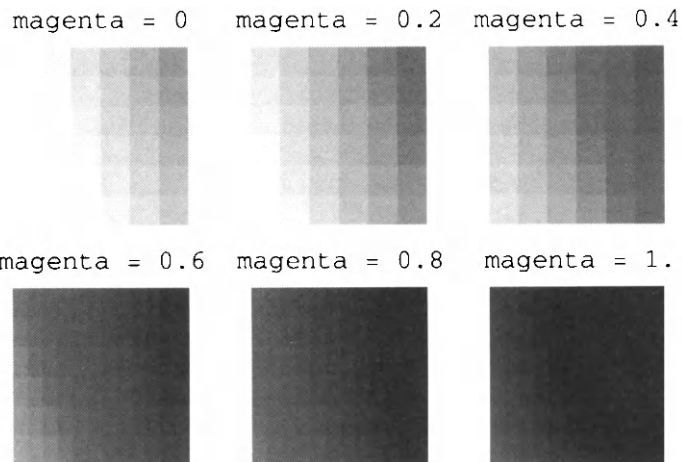 magenta = 0 magenta = 0.2 magenta = 0.4
magenta = 0.6 magenta = 0.8 magenta = 1.